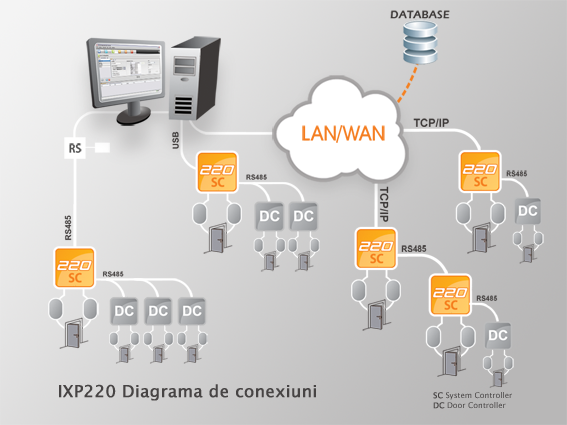 DATABASE
LAN/WAN
TCP/IP
USB
RS
220
SC
RS485
DC
DC
220
SC
RS485
DC
RS485
TCP/IP
220
SC
RS485
DC
DC
DC
220
SC
RS485
220
SC
RS485
DC
IXP220 Diagrama de conexiuni
SC System Controller
DC Door Controller